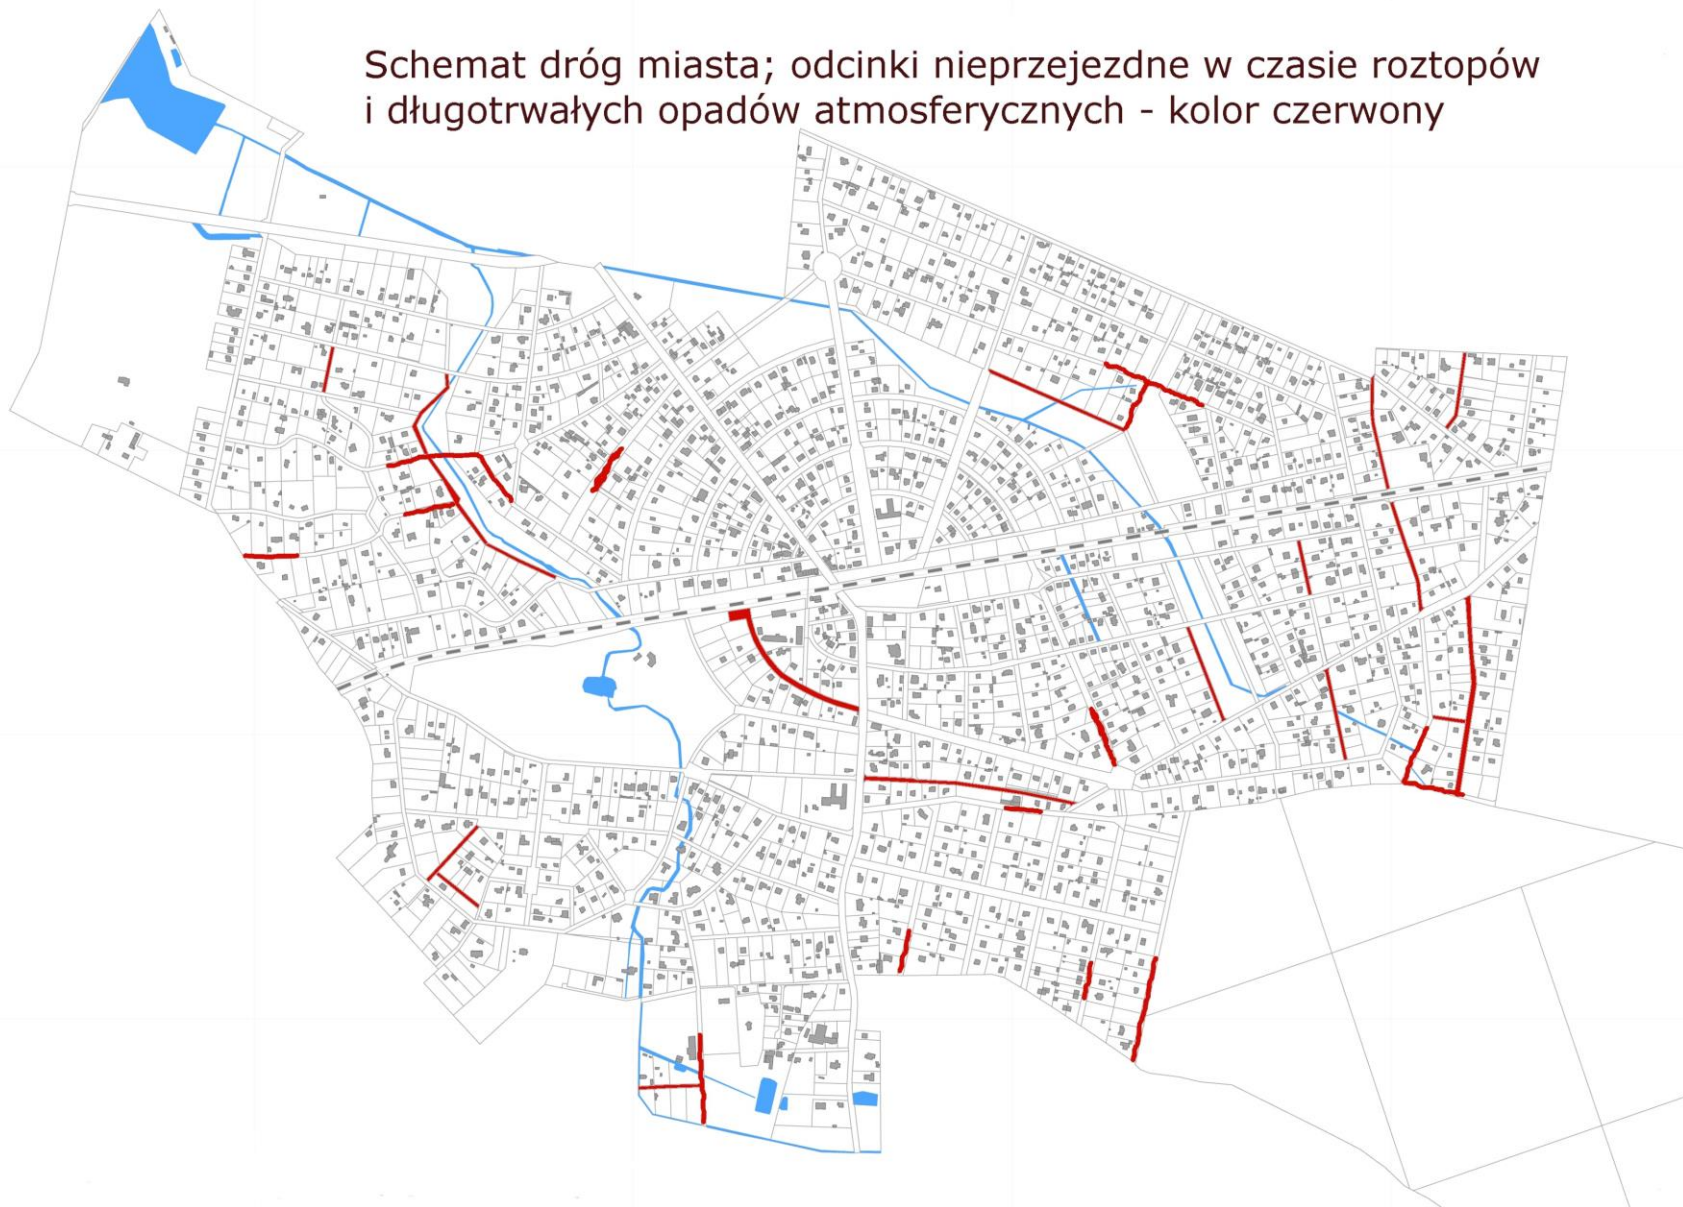 Schemat dróg miasta; odcinki nieprzejezdne w czasie roztopów
i długotrwałych opadów atmosferycznych - kolor czerwony